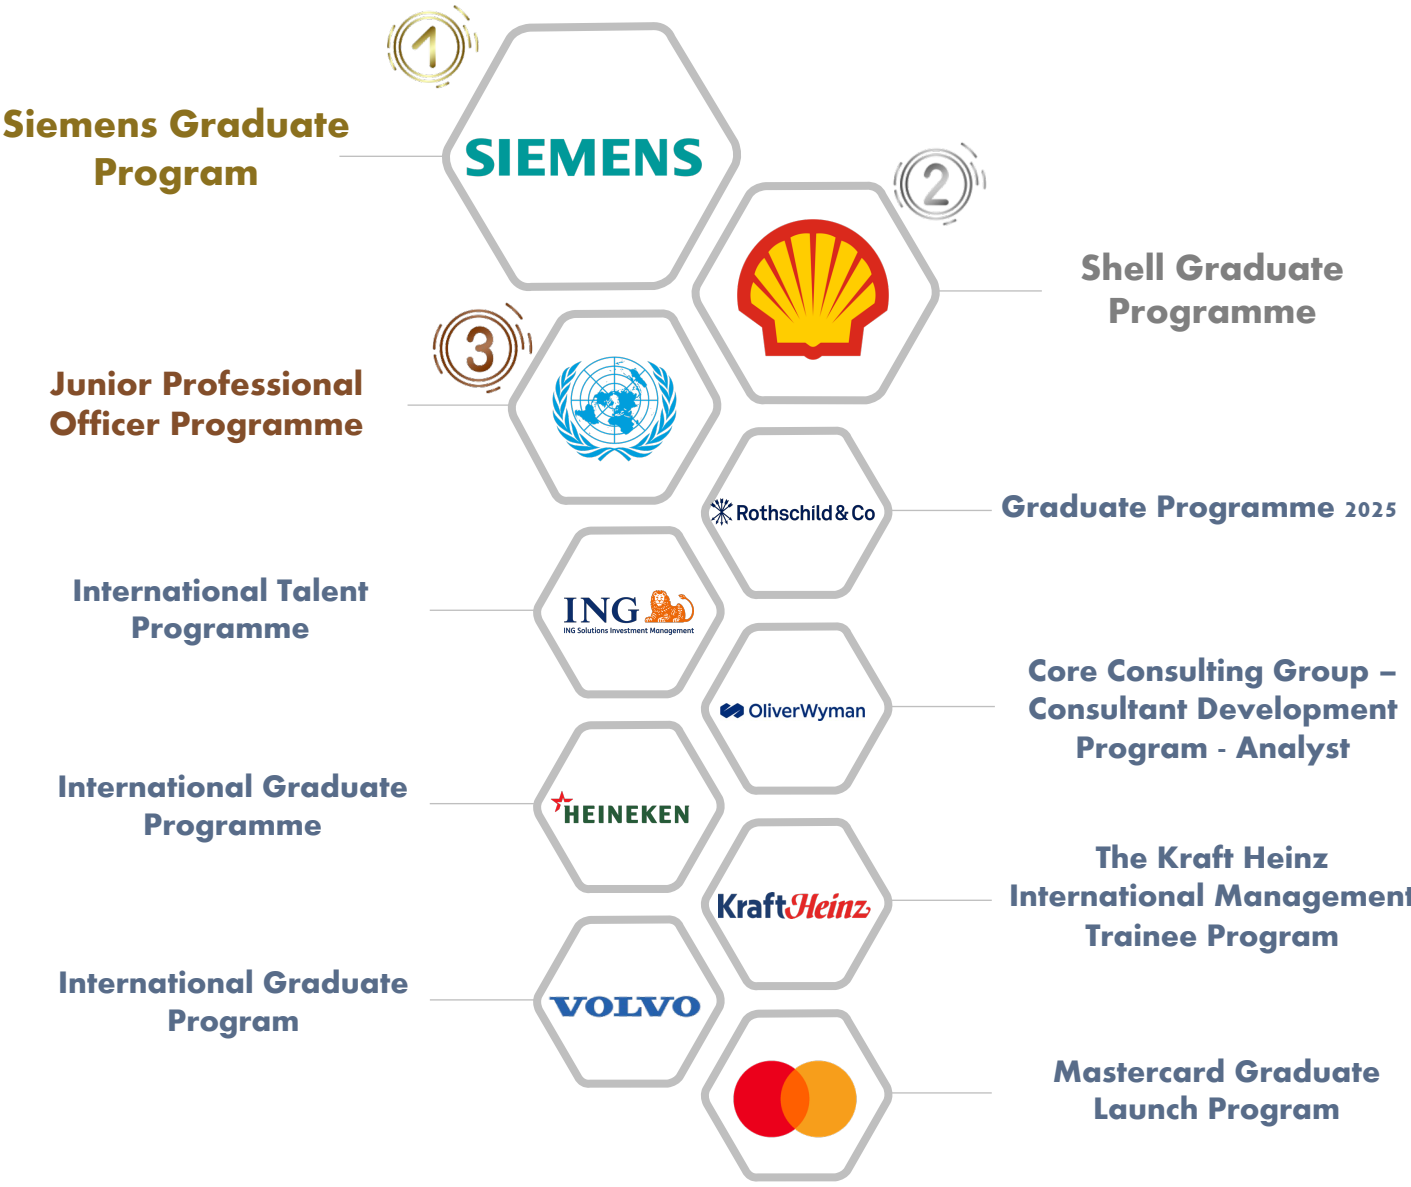 1
Siemens Graduate
Program
SIEMENS
2
Shell Graduate
Programme
3
Junior Professional
Officer Programme
Rothschild & Co
Graduate Programme 2025
International Talent
Programme
ING
ING Solutions Investment Management
OliverWyman
Core Consulting Group –
Consultant Development
Program - Analyst
International Graduate
Programme
HEINEKEN
KraftHeinz
The Kraft Heinz
International Management
Trainee Program
International Graduate
Program
VOLVO
Mastercard Graduate
Launch Program